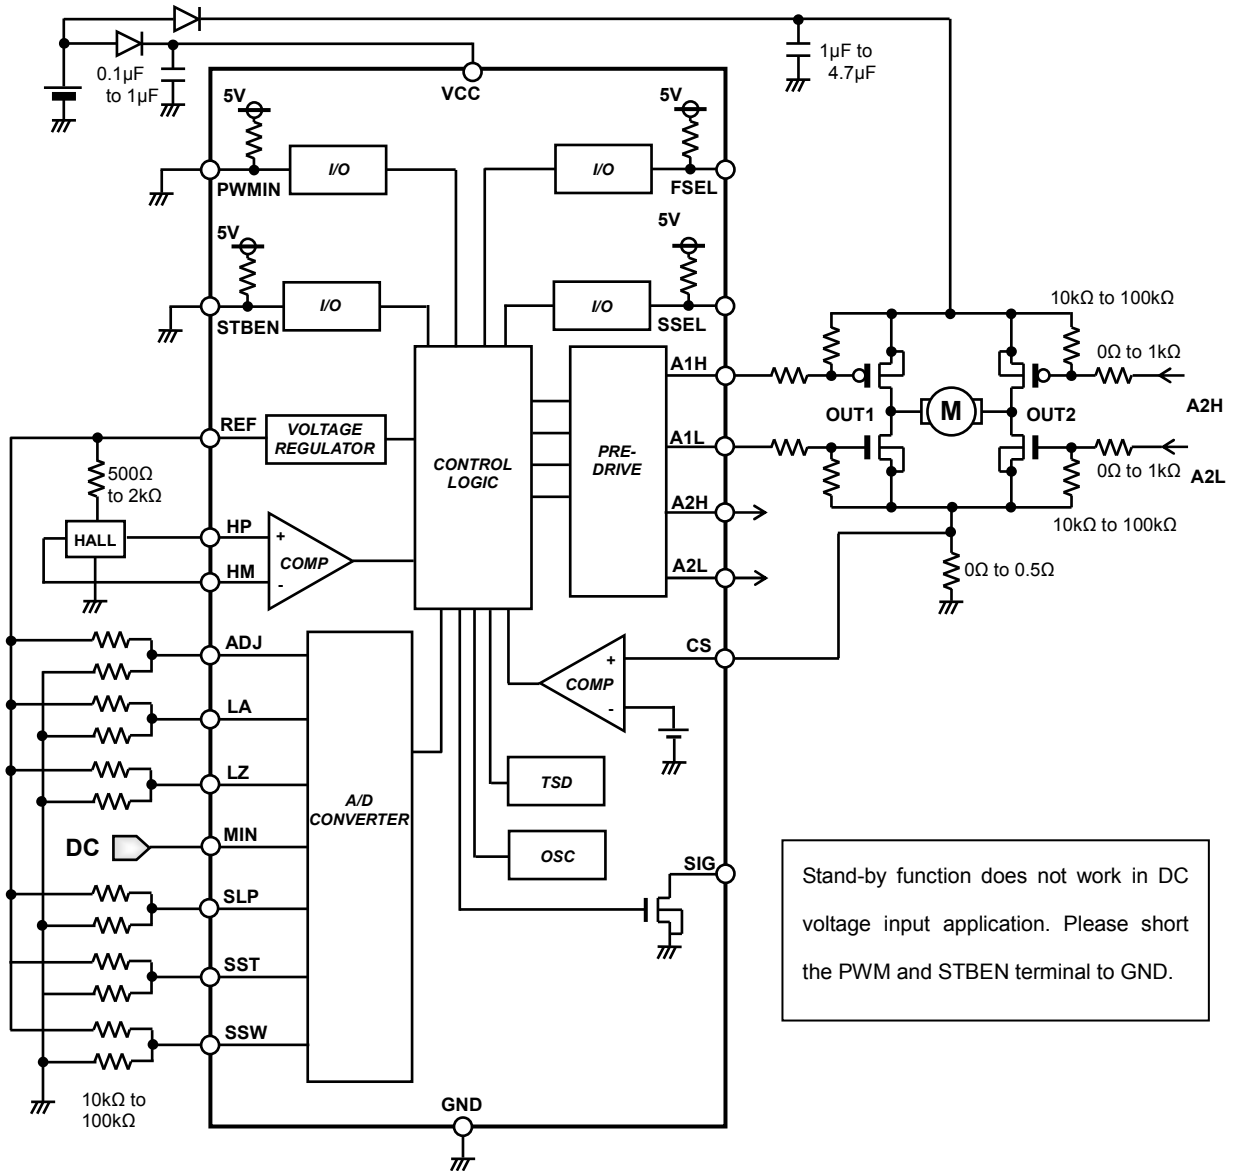 0.1µF
to 1µF
VCC
1µF to
4.7µF
5V
5V
I/O
I/O
PWMIN
FSEL
5V
5V
I/O
I/O
STBEN
SSEL
10kΩ to 100kΩ
0Ω to 1kΩ
A1H
A2H
OUT1
M
OUT2
REF
VOLTAGE
REGULATOR
CONTROL
LOGIC
PRE-
DRIVE
A1L
0Ω to 1kΩ
A2L
500Ω
to 2kΩ
A2H
10kΩ to 100kΩ
HALL
HP
+
COMP
HM
-
A2L
0Ω to 0.5Ω
ADJ
CS
+
COMP
-
LA
LZ
TSD
A/D
CONVERTER
DC
MIN
OSC
SIG
SLP
SST
SSW
Stand-by function does not work in DC
voltage input application. Please short
the PWM and STBEN terminal to GND.
10kΩ to
100kΩ
GND